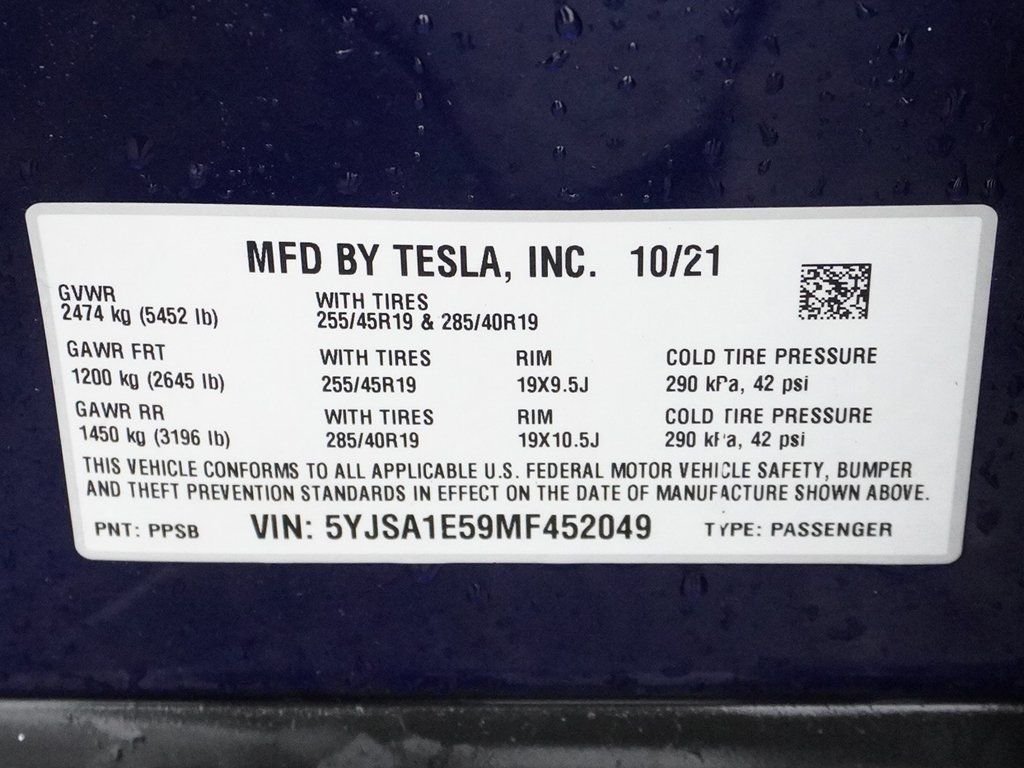 MFD BY TESLA, INC. 10/21
GVWR WITH TIRES
2474 kg (5452 lb) 255/45R19 & 285/40R19
GAWR FRT WITH TIRES RIM COLD TIRE PRESSURE
1200 kg (2645 lb) 255/45R19 19X9.5J 290 kPa, 42 psi
GAWR RR WITH TIRES RIM COLD TIRE PRESSURE
1450 kg (3196 lb) 285/40R19 19X10.5J 290 kPa, 42 psi
THIS VEHICLE CONFORMS TO ALL APPLICABLE U.S. FEDERAL MOTOR VEHICLE SAFETY, BUMPER
AND THEFT PREVENTION STANDARDS IN EFFECT ON THE DATE OF MANUFACTURE SHOWN ABOVE.
PNT: PPSB VIN: 5YJSA1E59MF452049 TYPE: PASSENGER